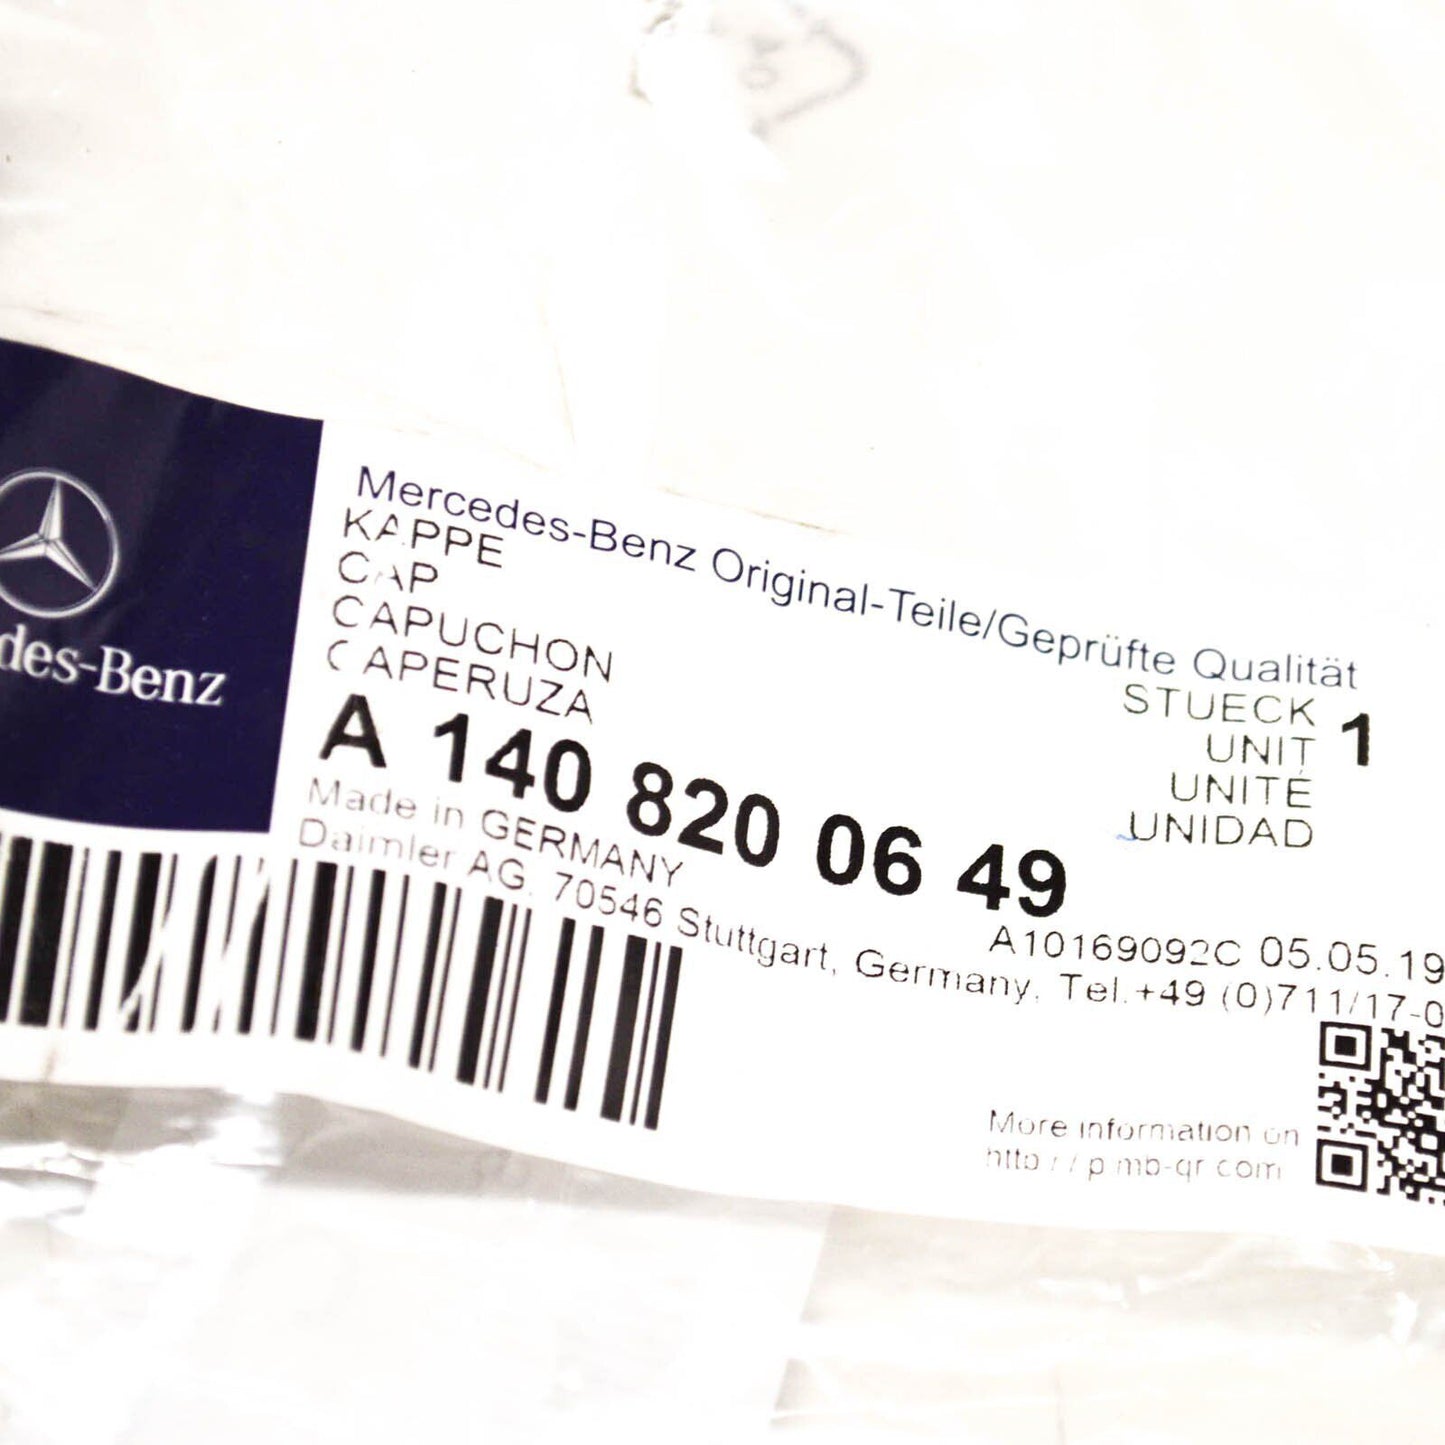 des-Benz
Mercedes-Benz Original-Teile/Geprüfte Qualität
KAPPE
CAP
CAPUCHON
CAPERUZA
STUECK 1
UNIT
UNITÉ
UNIDAD
A 140 820 06 49
Made in GERMANY
A10169092C 05.05.19
Daimler AG, 70546 Stuttgart, Germany, Tel.+49 (0)711/17-0
More information on
http://p.mb-qr.com